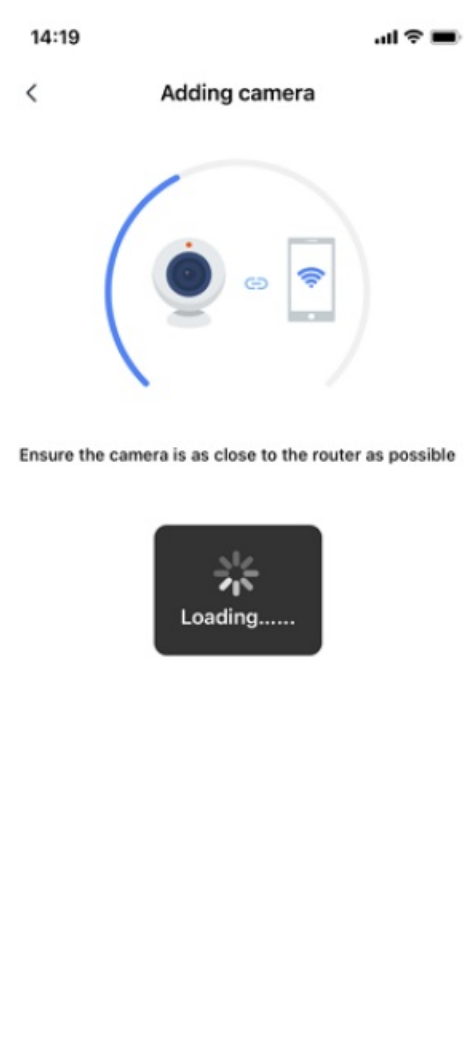 14:19
Adding camera
Ensure the camera is as close to the router as possible
Loading......